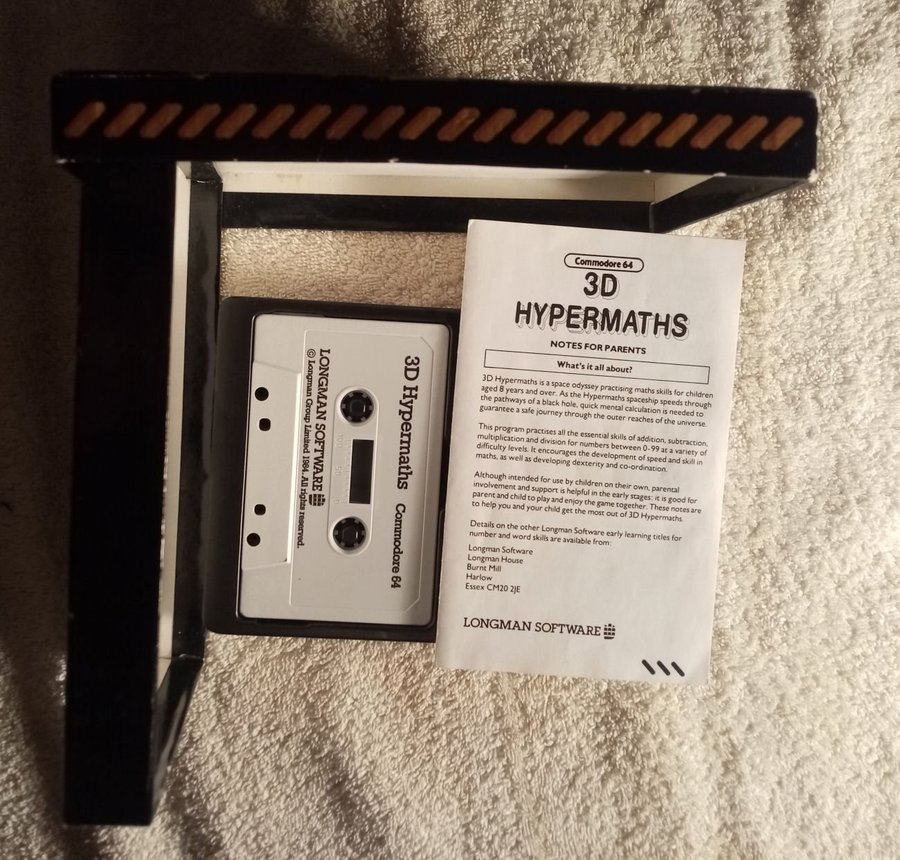 3D Hypermaths Commodore 64
LONGMAN SOFTWARE
© Longman Group Limited 1984. All rights reserved.
Commodore 64
3D
HYPERMATHS
NOTES FOR PARENTS
What's it all about?
3D Hypermaths is a space odyssey practising maths skills for children
aged 8 years and over. As the Hypermaths spaceship speeds through
the pathways of a black hole, quick mental calculation is needed to
guarantee a safe journey through the outer reaches of the universe.
This program practises all the essential skills of addition, subtraction,
multiplication and division for numbers between 0-99 at a variety of
difficulty levels. It encourages the development of speed and skill in
maths, as well as developing dexterity and co-ordination.
Although intended for use by children on their own, parental
involvement and support is helpful in the early stages: it is good for
parent and child to play and enjoy the game together. These notes are
to help you and your child get the most out of 3D Hypermaths.
Details on the other Longman Software early learning titles for
number and word skills are available from:
Longman Software
Longman House
Burnt Mill
Harlow
Essex CM20 2JE
LONGMAN SOFTWARE